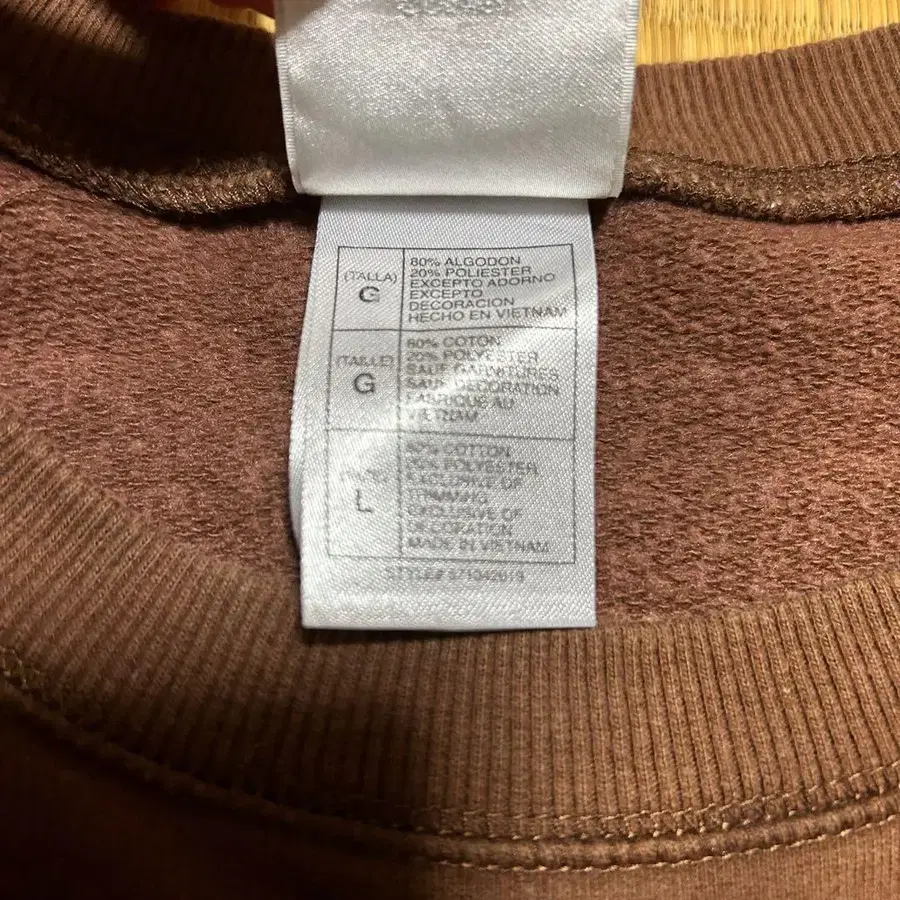 (TALLA)
G
80% ALGODON
20% POLIESTER
EXCEPTO ADORNO
EXCEPTO
DECORACION
HECHO EN VIETNAM
(TAILLE)
G
80% COTON
20% POLYESTER
SAUF GARNITURES
SAUF DECORATION
FABRIQUE AU
VIETNAM
L
80% COTTON
20% POLYESTER
EXCLUSIVE OF
TRIMMING
EXCLUSIVE OF
DECORATION
MADE IN VIETNAM
STYLE#